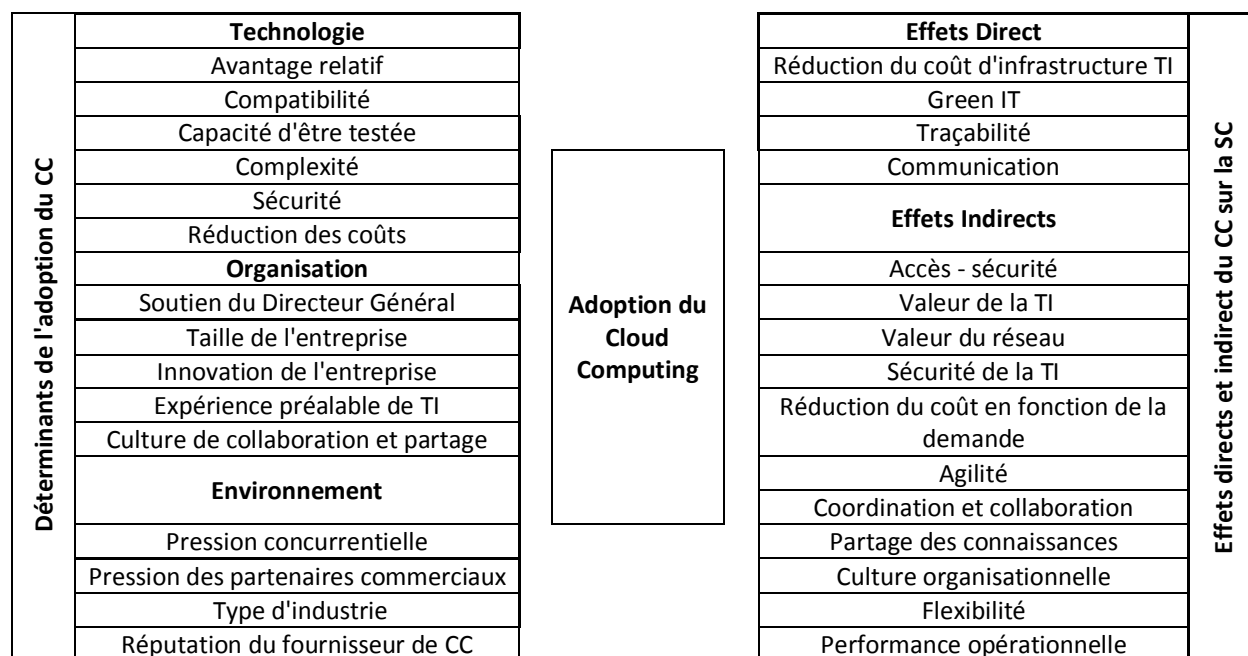 Déterminants de l'adoption du CC
Technologie
Avantage relatif
Compatibilité
Capacité d'être testée
Complexité
Sécurité
Réduction des coûts
Organisation
Soutien du Directeur Général
Taille de l'entreprise
Innovation de l'entreprise
Expérience préalable de TI
Culture de collaboration et partage
Environnement
Pression concurrentielle
Pression des partenaires commerciaux
Type d'industrie
Réputation du fournisseur de CC
Adoption du
Cloud
Computing
Effets Direct
Réduction du coût d'infrastructure TI
Green IT
Traçabilité
Communication
Effets Indirects
Accès - sécurité
Valeur de la TI
Valeur du réseau
Sécurité de la TI
Réduction du coût en fonction de la
demande
Agilité
Coordination et collaboration
Partage des connaissances
Culture organisationnelle
Flexibilité
Performance opérationnelle
Effets directs et indirect du CC sur la SC